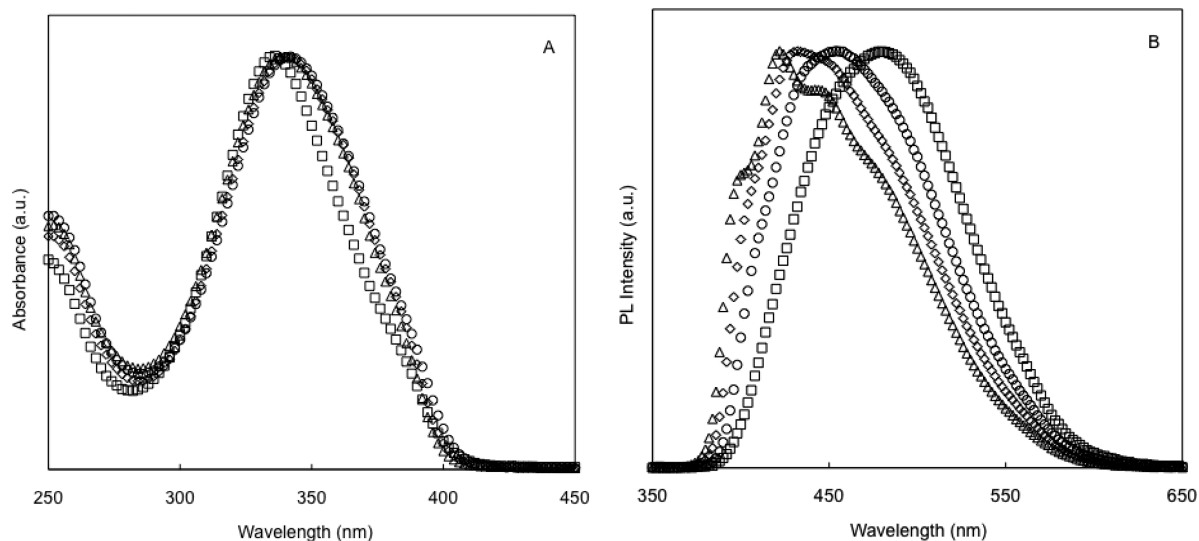 A
Absorbance (a.u.)
250 300 350 400 450
Wavelength (nm)
B
PL Intensity (a.u.)
350 450 550 650
Wavelength (nm)